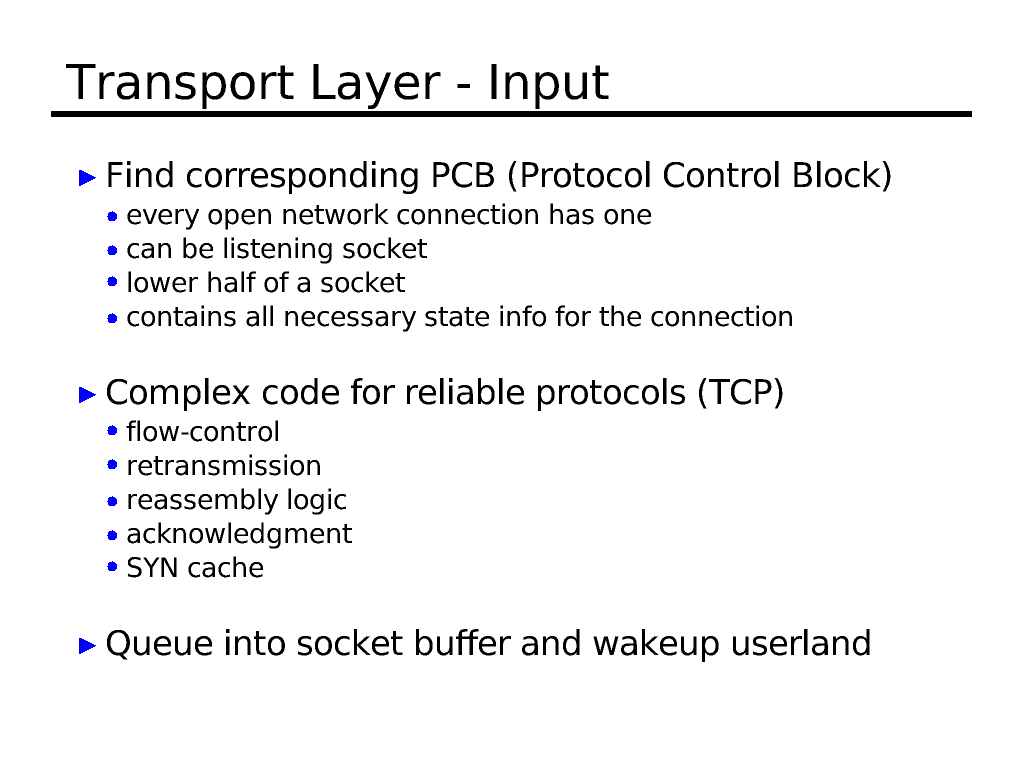 Transport Layer - Input
Find corresponding PCB (Protocol Control Block)
every open network connection has one
can be listening socket
lower half of a socket
contains all necessary state info for the connection
Complex code for reliable protocols (TCP)
flow-control
retransmission
reassembly logic
acknowledgment
SYN cache
Queue into socket buffer and wakeup userland